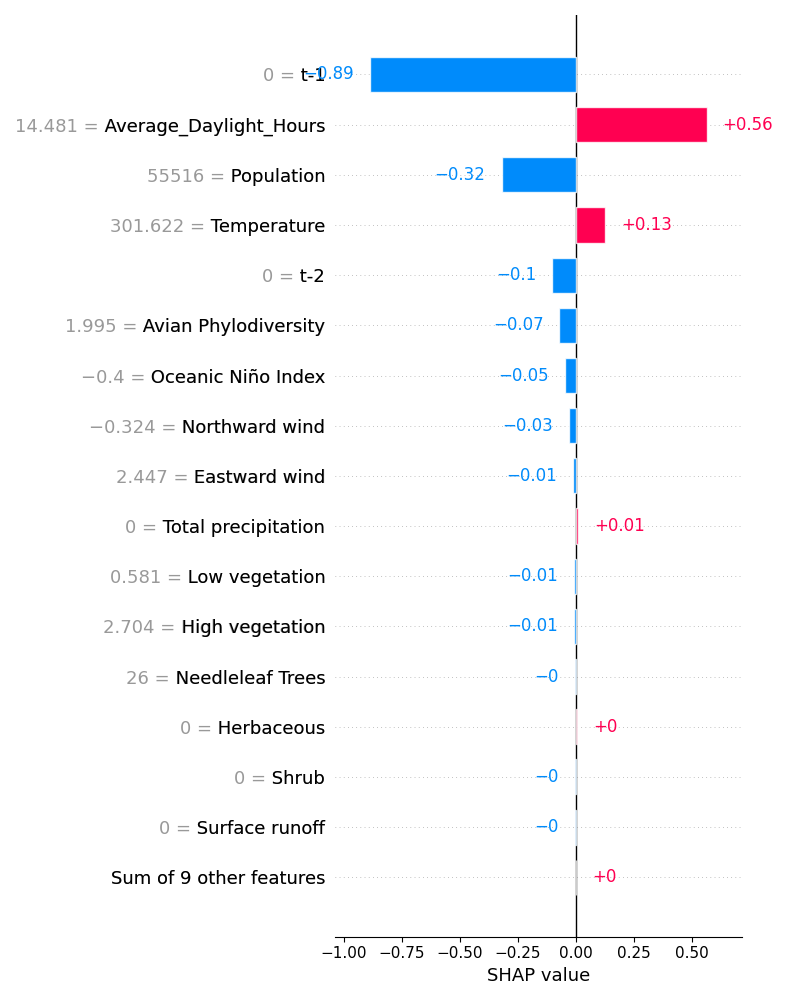 0 = t-1 −0.89
14.481 = Average_Daylight_Hours +0.56
55516 = Population −0.32
301.622 = Temperature +0.13
0 = t-2 −0.1
1.995 = Avian Phylodiversity −0.07
−0.4 = Oceanic Niño Index −0.05
−0.324 = Northward wind −0.03
2.447 = Eastward wind −0.01
0 = Total precipitation +0.01
0.581 = Low vegetation −0.01
2.704 = High vegetation −0.01
26 = Needleleaf Trees −0
0 = Herbaceous +0
0 = Shrub −0
0 = Surface runoff −0
Sum of 9 other features +0
−1.00 −0.75 −0.50 −0.25 0.00 0.25 0.50
SHAP value